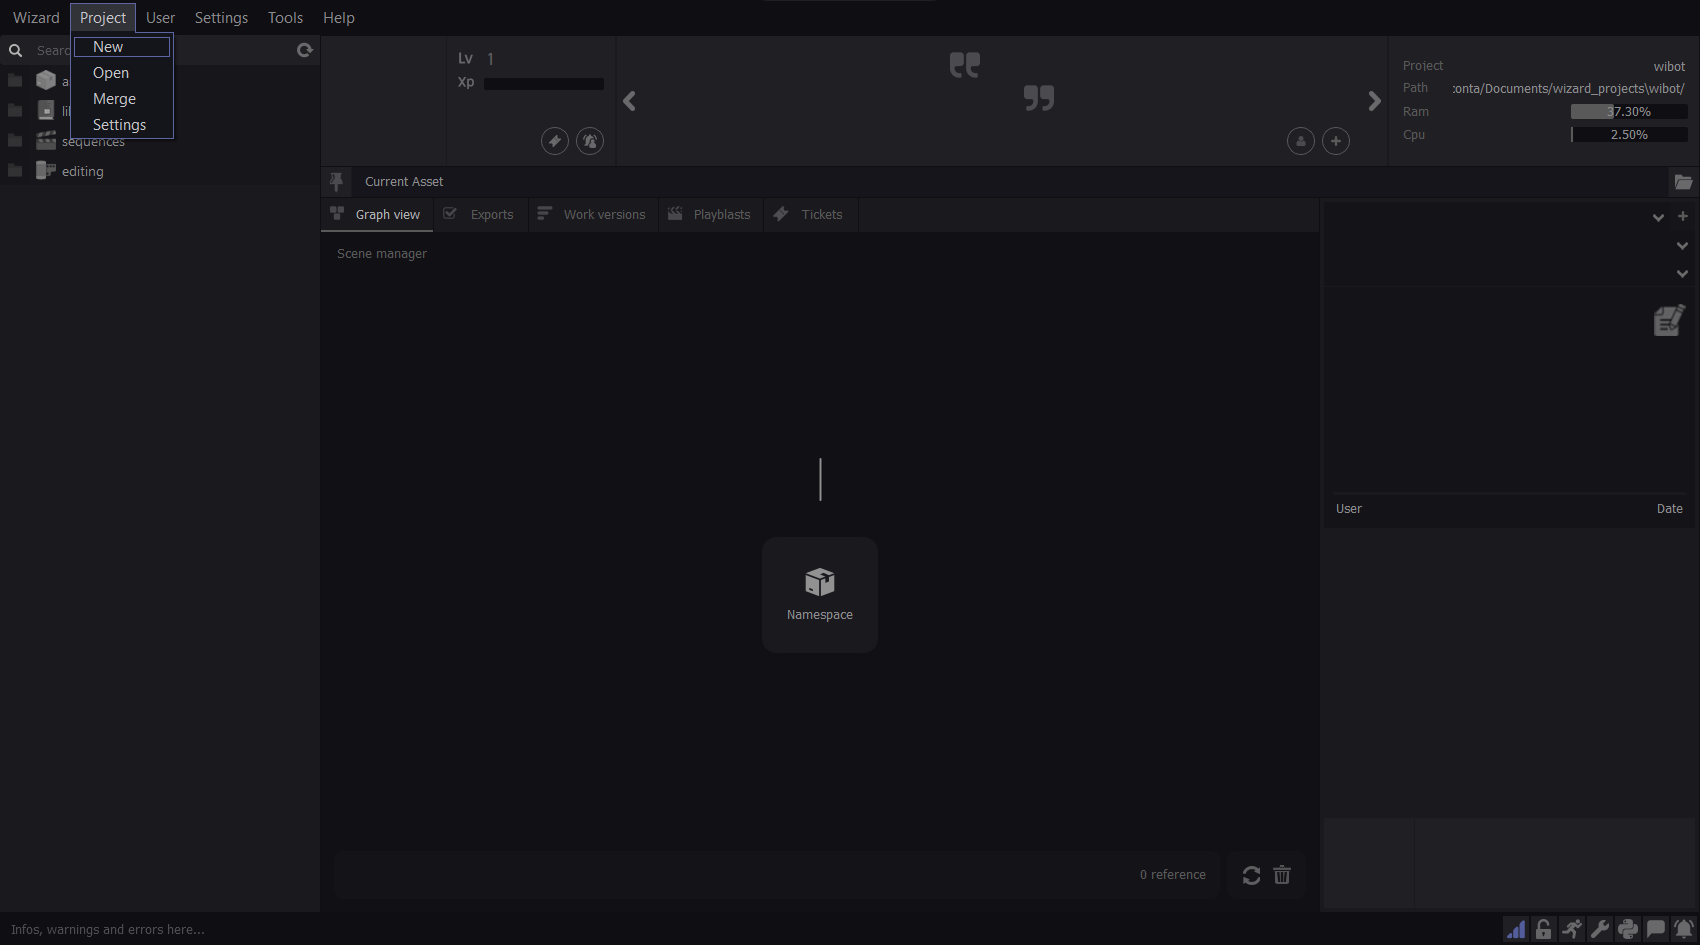 Wizard Project User Settings Tools Help
Searc
New
Open
Merge
Settings
a
li
sequences
editing
Lv 1
Xp
Project wibot
Path :onta/Documents/wizard_projects\wibot/
Ram 37.30%
Cpu 2.50%
Current Asset
Graph view Exports Work versions Playblasts Tickets
Scene manager
Namespace
User Date
0 reference
Infos, warnings and errors here...